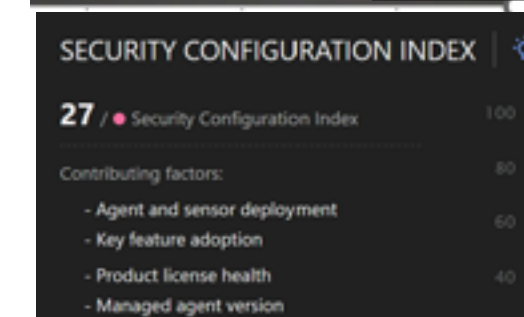 SECURITY CONFIGURATION INDEX
27 / Security Configuration Index
100
Contributing factors:
80
- Agent and sensor deployment
60
- Key feature adoption
- Product license health
40
- Managed agent version